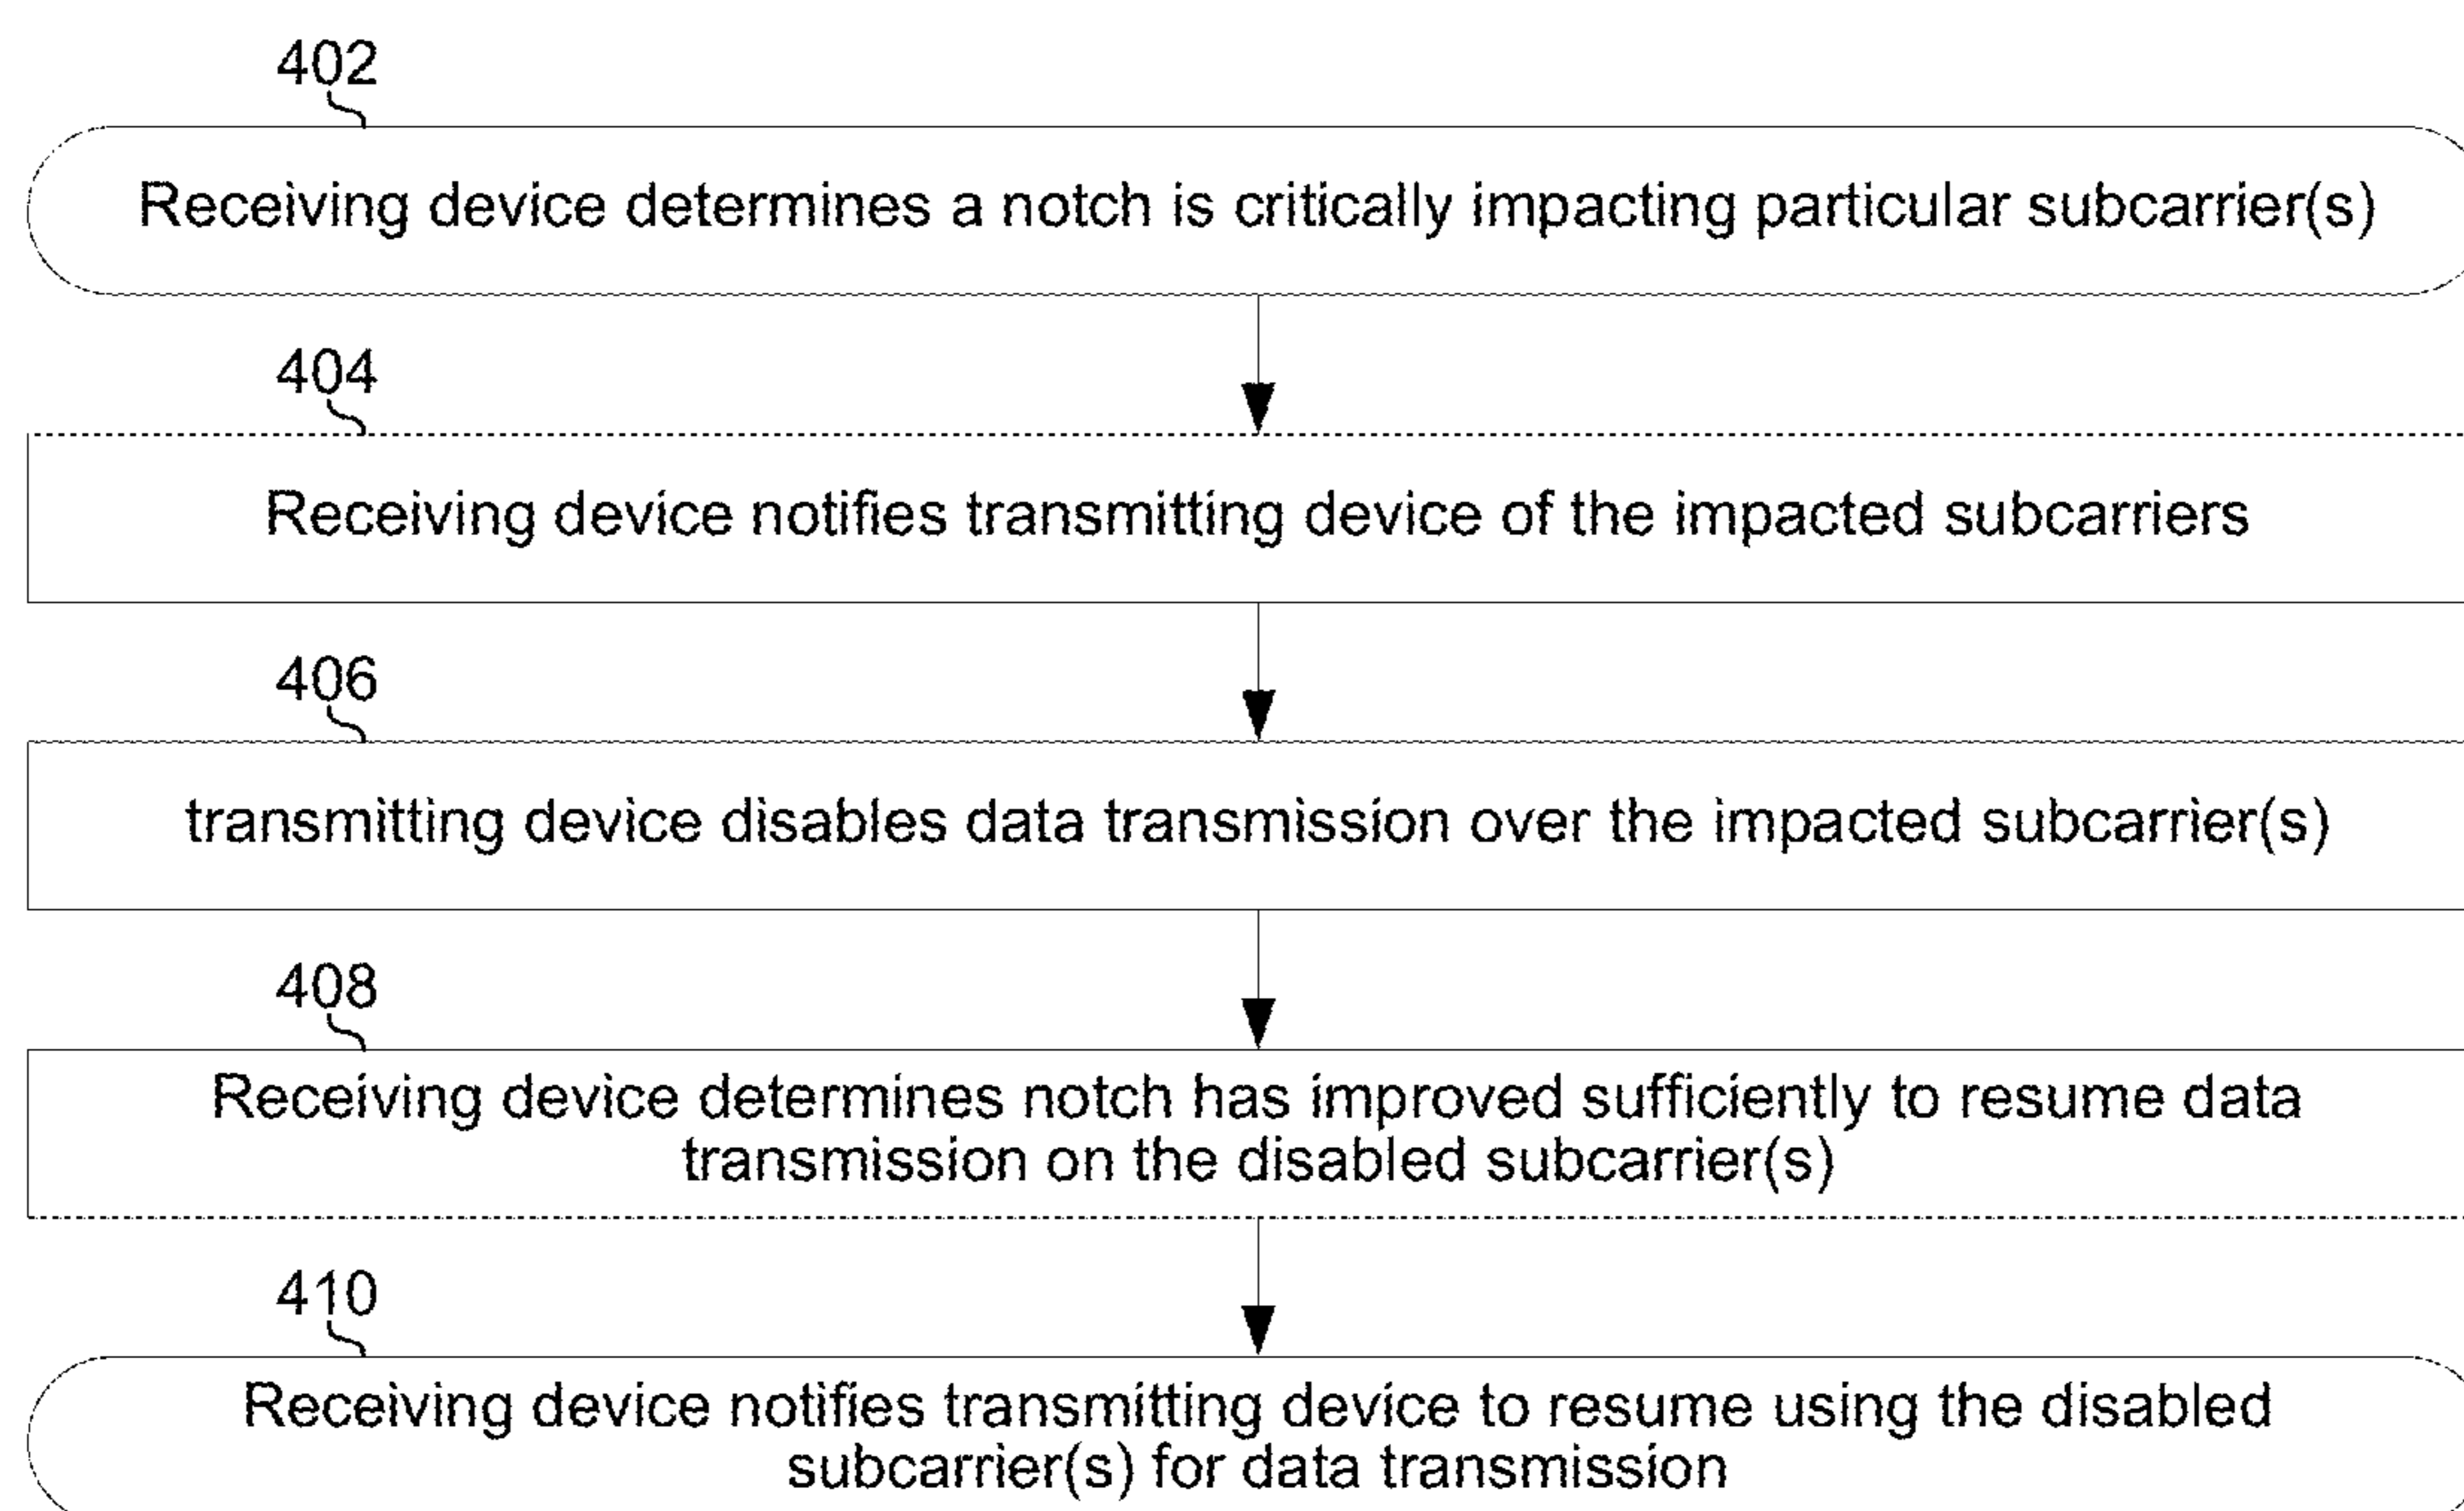 402
Receiving device determines a notch is critically impacting particular subcarrier(s)
404
Receiving device notifies transmitting device of the impacted subcarriers
406
transmitting device disables data transmission over the impacted subcarrier(s)
408
Receiving device determines notch has improved sufficiently to resume data
transmission on the disabled subcarrier(s)
410
Receiving device notifies transmitting device to resume using the disabled
subcarrier(s) for data transmission